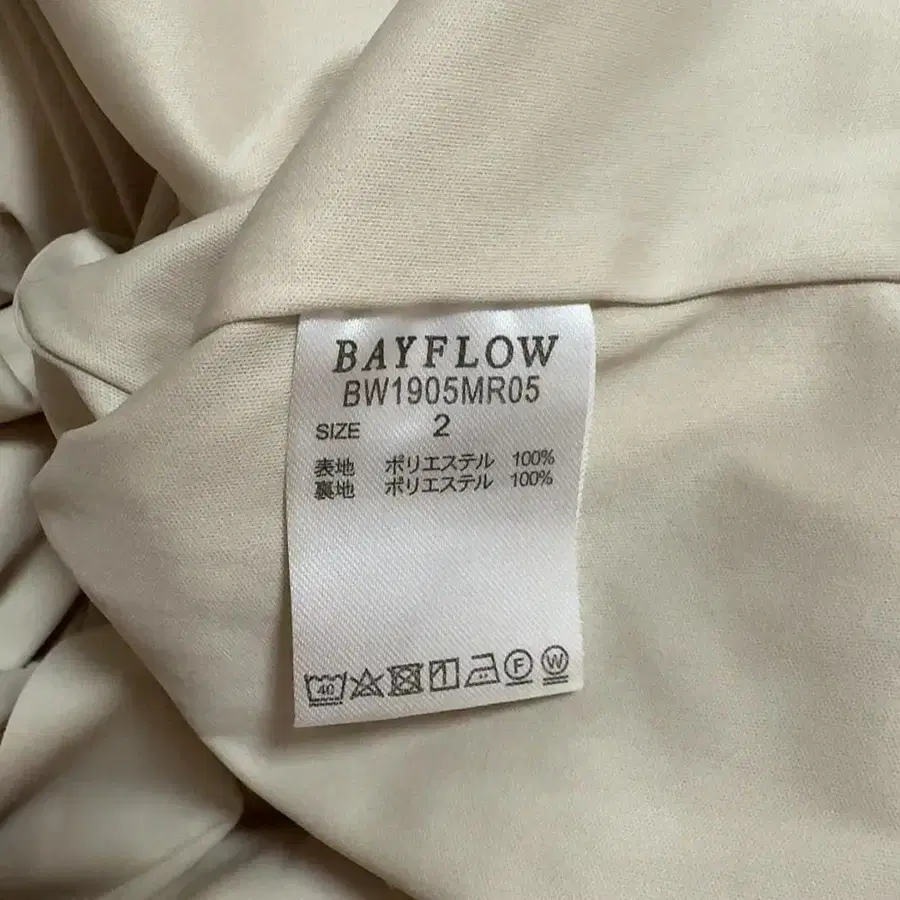 BAYFLOW
BW1905MR05
SIZE 2
表地 ポリエステル 100%
裏地 ポリエステル 100%
40 F W